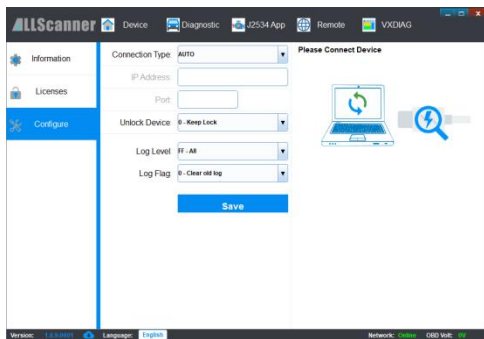 ALLScanner Device Diagnostic J2534 App Remote VXDIAG
Information
Licenses
Configure
Connection Type: AUTO
IP Address:
Port:
Unlock Device: 0 - Keep Lock
Log Level: FF - All
Log Flag: 0 - Clear old log
Save
Please Connect Device
Version: Language: English Network: Online OBD Volt: 0V